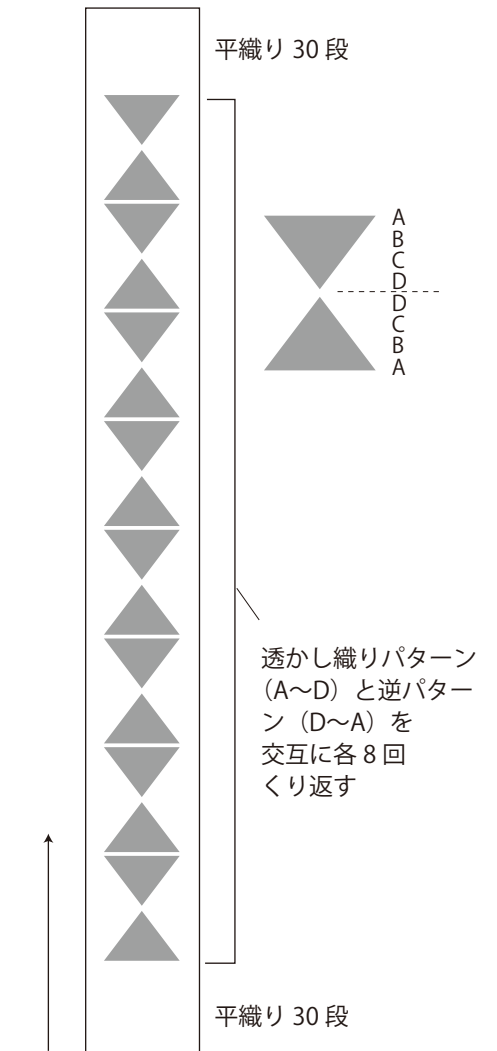 平織り 30 段
A
B
C
D
D
C
B
A
透かし織りパターン
（A〜D）と逆パター
ン（D〜A）を
交互に各 8 回
くり返す
平織り 30 段